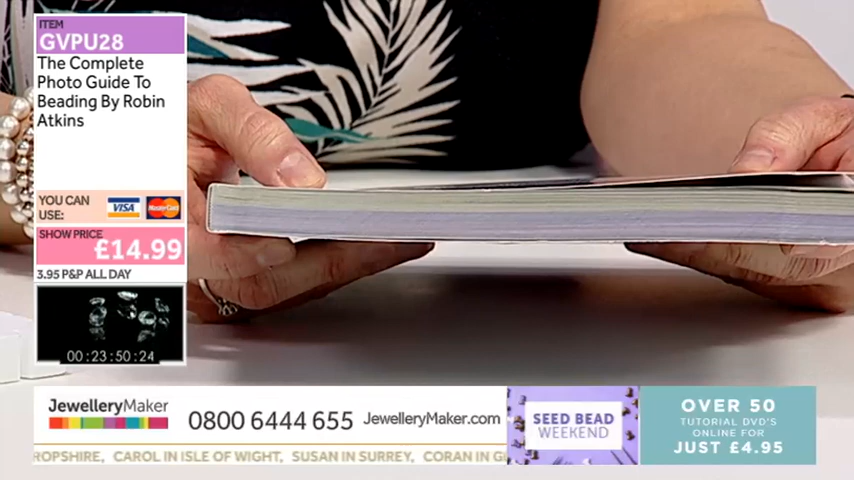 ITEM
GVPU28
The Complete
Photo Guide To
Beading By Robin
Atkins
YOU CAN
USE:
VISA
MasterCard
SHOW PRICE
£14.99
3.95 P&P ALL DAY
00:23:50:24
JewelleryMaker
0800 6444 655
JewelleryMaker.com
SEED BEAD
WEEKEND
OVER 50
TUTORIAL DVD'S
ONLINE FOR
JUST £4.95
ROPSHIRE, CAROL IN ISLE OF WIGHT, SUSAN IN SURREY, CORAN IN G